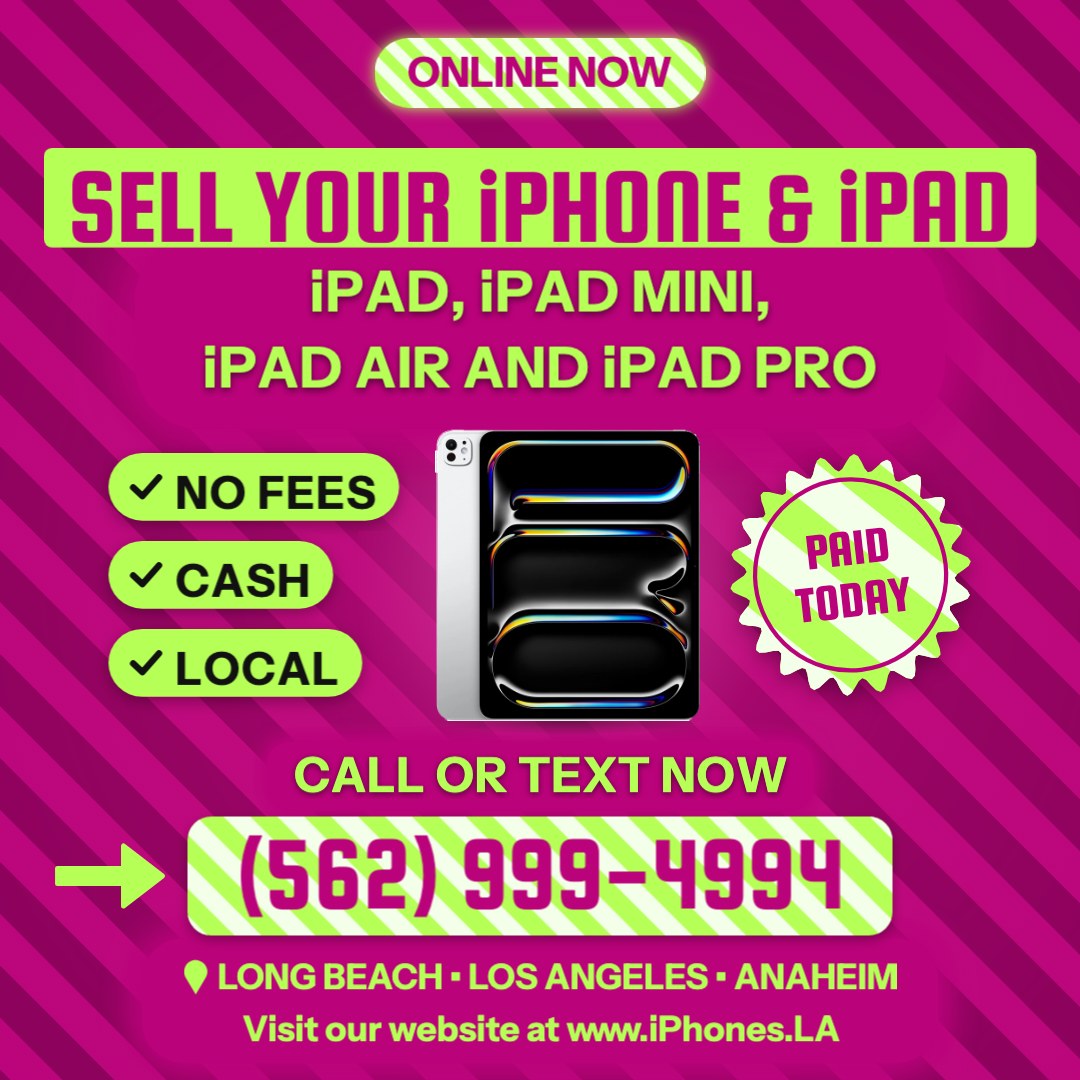 ONLINE NOW
SELL YOUR iPHONE & iPAD
iPAD, iPAD MINI,
iPAD AIR AND iPAD PRO
✓ NO FEES
✓ CASH
✓ LOCAL
PAID
TODAY
CALL OR TEXT NOW
(562) 999-4994
LONG BEACH ▪ LOS ANGELES ▪ ANAHEIM
Visit our website at www.iPhones.LA